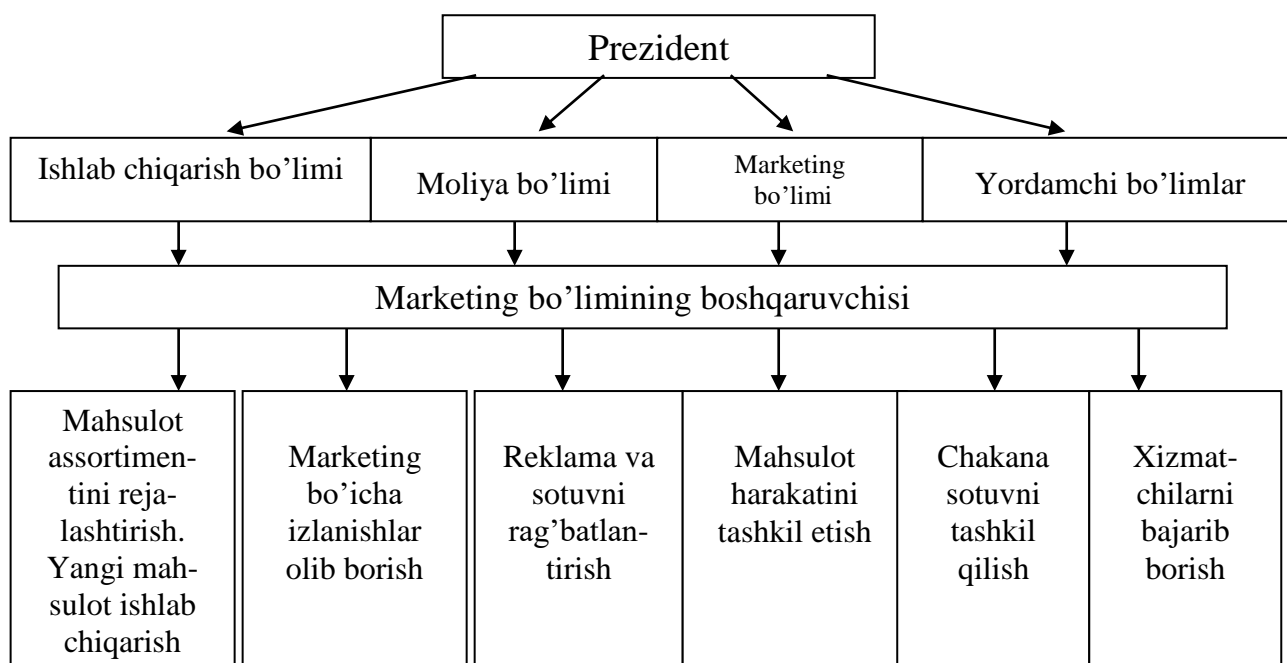 Prezident
Ishlab chiqarish bo’limi
Moliya bo’limi
Marketing
bo’limi
Yordamchi bo’limlar
Marketing bo’limining boshqaruvchisi
Mahsulot
assortimen-
tini reja-
lashtirish.
Yangi mah-
sulot ishlab
chiqarish
Marketing
bo’icha
izlanishlar
olib borish
Reklama va
sotuvni
rag’batlan-
tirish
Mahsulot
harakatini
tashkil etish
Chakana
sotuvni
tashkil
qilish
Xizmat-
chilarni
bajarib
borish